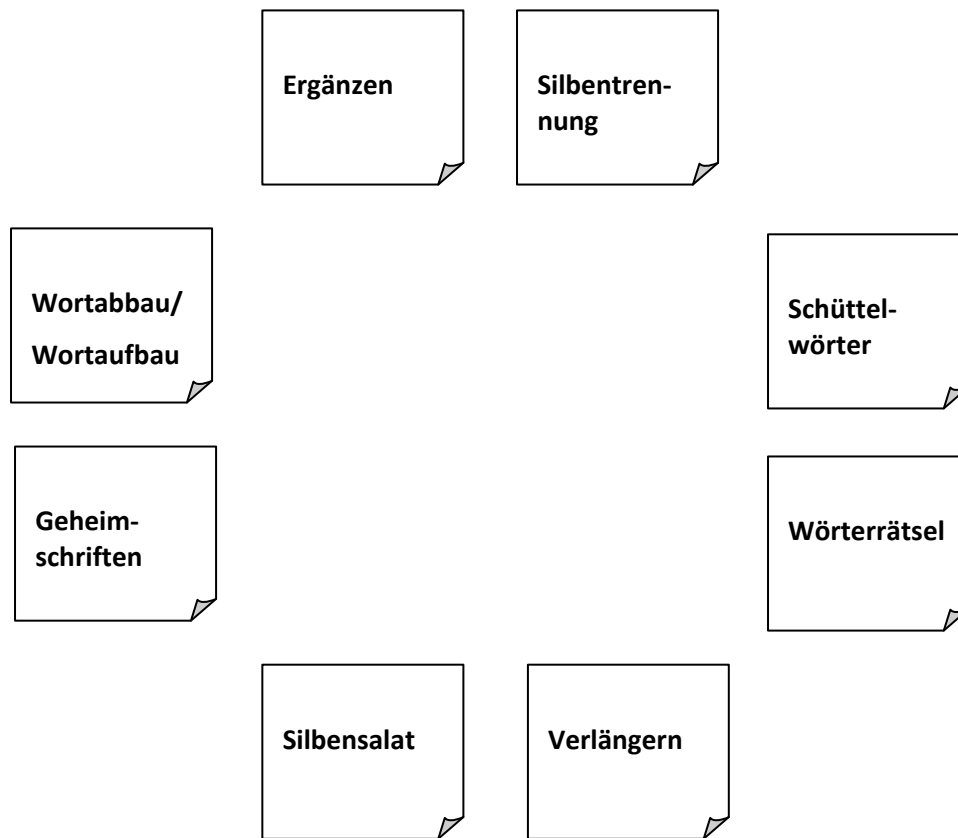 Ergänzen
Silbentren-
nung
Wortabbau/
Wortaufbau
Schüttel-
wörter
Geheim-
schriften
Wörterrätsel
Silbensalat
Verlängern